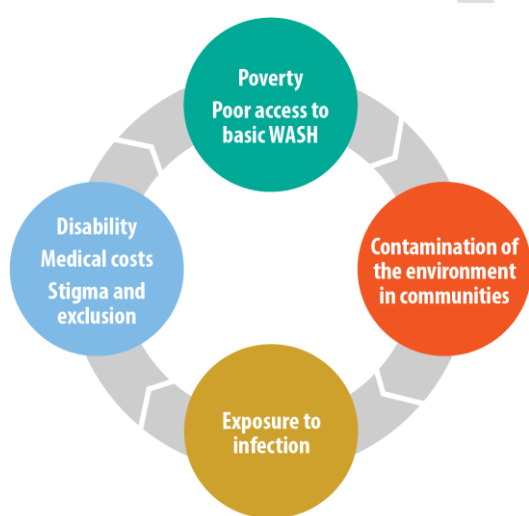 Poverty
Poor access to
basic WASH
Contamination of
the environment
in communities
Exposure to
infection
Disability
Medical costs
Stigma and
exclusion